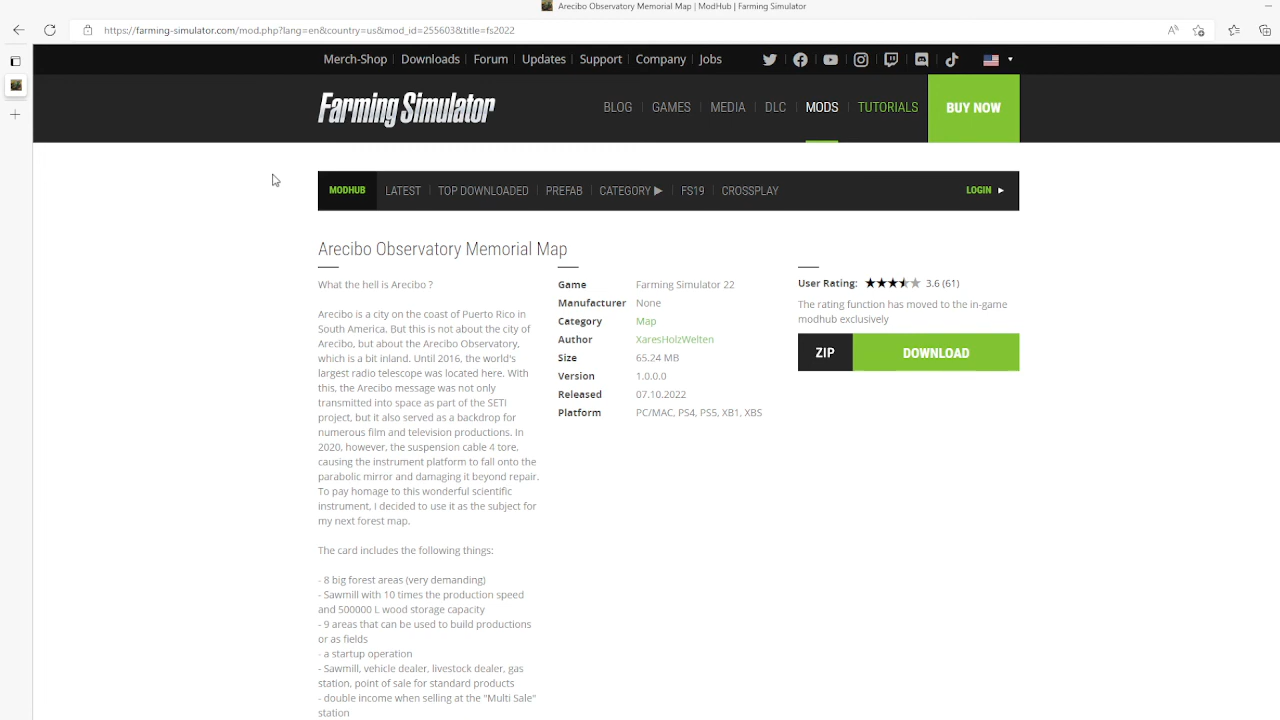 Arecibo Observatory Memorial Map | ModHub | Farming Simulator
https://farming-simulator.com/mod.php?lang=en&country=us&mod_id=255603&title=fs2022
Merch-Shop Downloads Forum Updates Support Company Jobs
Farming Simulator
BLOG GAMES MEDIA DLC MODS TUTORIALS BUY NOW
MODHUB LATEST TOP DOWNLOADED PREFAB CATEGORY ▶ FS19 CROSSPLAY LOGIN ▶
Arecibo Observatory Memorial Map
What the hell is Arecibo ?
Arecibo is a city on the coast of Puerto Rico in
South America. But this is not about the city of
Arecibo, but about the Arecibo Observatory,
which is a bit inland. Until 2016, the world's
largest radio telescope was located here. With
this, the Arecibo message was not only
transmitted into space as part of the SETI
project, but it also served as a backdrop for
numerous film and television productions. In
2020, however, the suspension cable 4 tore,
causing the instrument platform to fall onto the
parabolic mirror and damaging it beyond repair.
To pay homage to this wonderful scientific
instrument, I decided to use it as the subject for
my next forest map.
The card includes the following things:
- 8 big forest areas (very demanding)
- Sawmill with 10 times the production speed
and 500000 L wood storage capacity
- 9 areas that can be used to build productions
or as fields
- a startup operation
- Sawmill, vehicle dealer, livestock dealer, gas
station, point of sale for standard products
- double income when selling at the "Multi Sale"
station
Game Farming Simulator 22
Manufacturer None
Category Map
Author XaresHolzWelten
Size 65.24 MB
Version 1.0.0.0
Released 07.10.2022
Platform PC/MAC, PS4, PS5, XB1, XBS
User Rating: 3.6 (61)
The rating function has moved to the in-game
modhub exclusively
ZIP DOWNLOAD